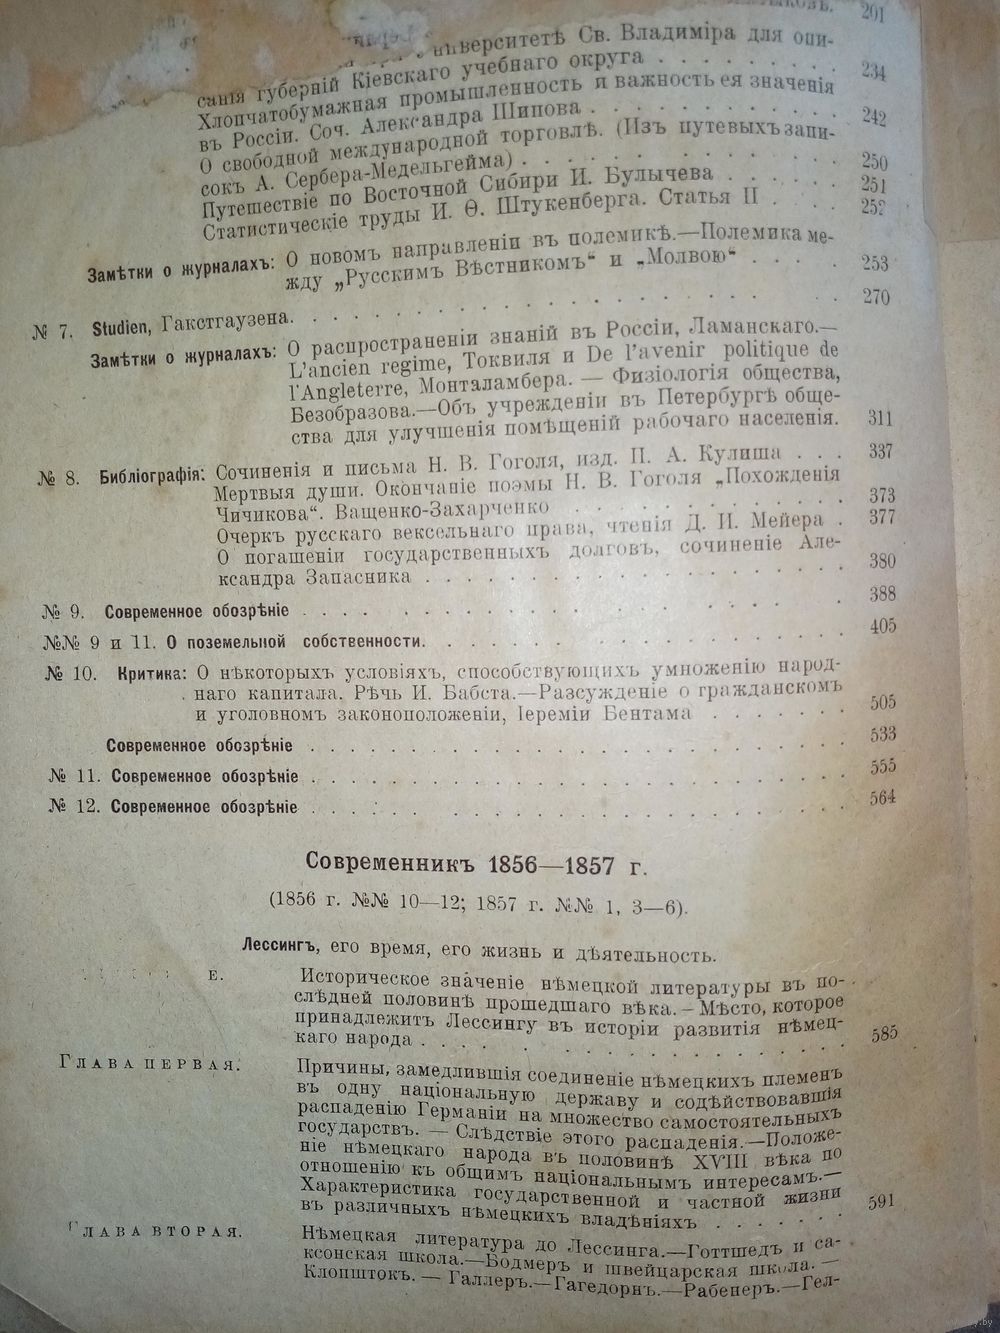 201
университетѣ Св. Владиміра для опи-
санія губерній Кіевскаго учебнаго округа . . . . . . . . . 234
Хлопчатобумажная промышленность и важность ея значенія
въ Россіи. Соч. Александра Шипова . . . . . . . . . . . 242
О свободной международной торговлѣ. (Изъ путевыхъ запи-
сокъ А. Сербера-Медельгейма) . . . . . . . . . . . 250
Путешествіе по Восточной Сибири И. Булычева . . . . . . 251
Статистическіе труды И. Ѳ. Штукенберга. Статья II . . . . 252
Замѣтки о журналахъ: О новомъ направленіи въ полемикѣ.—Полемика ме-
жду „Русскимъ Вѣстникомъ“ и „Молвою“ . . . . 253
№ 7. Studien, Гакстгаузена. . . . . . . . . . . . . . . 270
Замѣтки о журналахъ: О распространеніи знаній въ Россіи, Ламанскаго.—
L'ancien regime, Токвиля и De l'avenir politique de
l'Angleterre, Монталамбера. — Физіологія общества,
Безобразова.—Объ учрежденіи въ Петербургѣ обще-
ства для улучшенія помѣщеній рабочаго населенія. 311
№ 8. Библіографія: Сочиненія и письма Н. В. Гоголя, изд. П. А. Кулиша . . . 337
Мертвыя души. Окончаніе поэмы Н. В. Гоголя „Похожденія
Чичикова“. Ващенко-Захарченко . . . . . . . . . . . 373
Очеркъ русскаго вексельнаго права, чтенія Д. И. Мейера . 377
О погашеніи государственныхъ долговъ, сочиненіе Але-
ксандра Запасника . . . . . . . . . . . . . . . . 380
№ 9. Современное обозрѣніе . . . . . . . . . . . . . . . 388
№№ 9 и 11. О поземельной собственности. . . . . . . . . . . . 405
№ 10. Критика: О нѣкоторыхъ условіяхъ, способствующихъ умноженію народ-
наго капитала. Рѣчь И. Бабста.—Разсужденіе о гражданскомъ
и уголовномъ законоположеніи, Іереміи Бентама . . . . . . . 505
Современное обозрѣніе . . . . . . . . . . . . . . . . . 533
№ 11. Современное обозрѣніе . . . . . . . . . . . . . . . . . 555
№ 12. Современное обозрѣніе . . . . . . . . . . . . . . . . . 564
Современникъ 1856—1857 г.
(1856 г. №№ 10—12; 1857 г. №№ 1, 3—6).
Лессингъ, его время, его жизнь и дѣятельность.
Е. Историческое значеніе нѣмецкой литературы въ по-
слѣдней половинѣ прошедшаго вѣка. — Мѣсто, которое
принадлежитъ Лессингу въ исторіи развитія нѣмец-
каго народа . . . . . . . . . . . . . . . 585
Глава первая. Причины, замедлившія соединеніе нѣмецкихъ племенъ
въ одну національную державу и содѣйствовавшія
распаденію Германіи на множество самостоятельныхъ
государствъ. — Слѣдствіе этого распаденія.—Положе-
ніе нѣмецкаго народа въ половинѣ XVIII вѣка по
отношенію къ общимъ національнымъ интересамъ.—
Характеристика государственной и частной жизни
въ различныхъ нѣмецкихъ владѣніяхъ . . . . . . . 591
Глава вторая. Нѣмецкая литература до Лессинга.—Готтшедъ и са-
ксонская школа.—Бодмеръ и швейцарская школа. —
Клопштокъ. — Галлеръ.—Гагедорнъ.—Рабенеръ.—Гел-